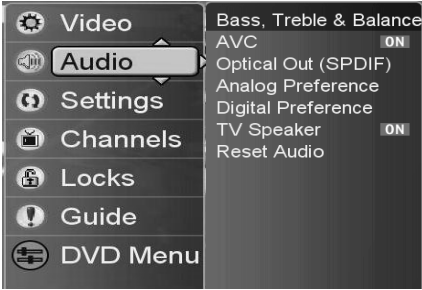 Video
Audio
Settings
Channels
Locks
Guide
DVD Menu
Bass, Treble & Balance
AVC ON
Optical Out (SPDIF)
Analog Preference
Digital Preference
TV Speaker ON
Reset Audio